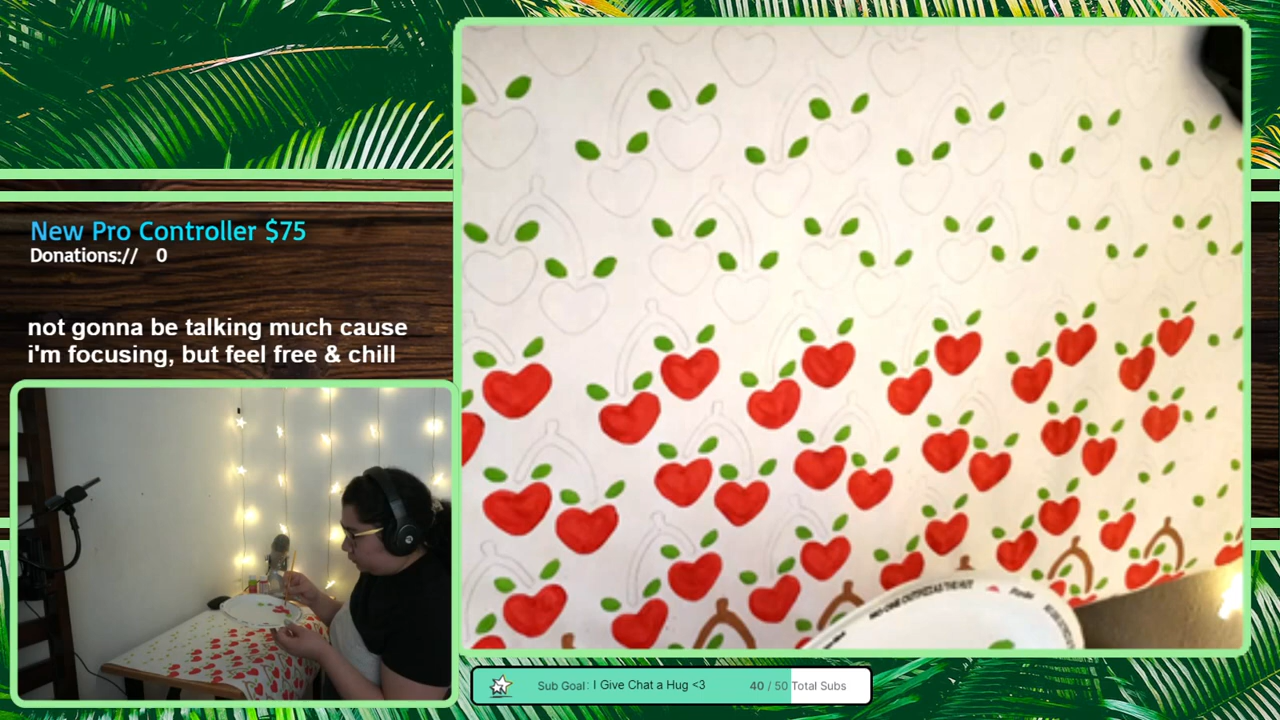 New Pro Controller $75
Donations:// 0
not gonna be talking much cause
i'm focusing, but feel free & chill
Sub Goal: I Give Chat a Hug <3 40 / 50 Total Subs